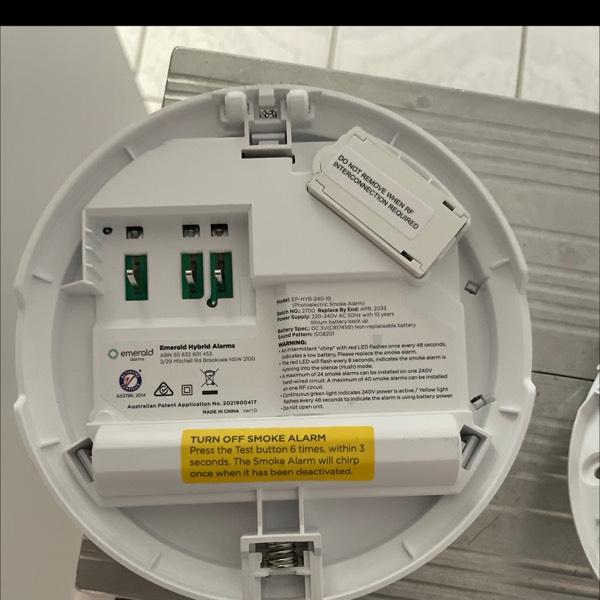 DO NOT REMOVE WHEN RF
INTERCONNECTION REQUIRED
Model: EP-HYB-240-10
(Photoelectric Smoke Alarm)
Batch NO.: 2700 Replace By End: APR. 2033
Power Supply: 220-240V AC 50Hz with 10 years
lithium battery back up
Battery Spec.: DC 3V(CR17450) Non-replaceable battery
Sound Pattern: ISO8201
WARNING:
• An intermittent "chirp" with red LED flashes once every 48 seconds,
indicates a low battery, Please replace the smoke alarm.
• The red LED will flash every 8 seconds, indicates the smoke alarm is
running into the silence (Hush) mode.
• A maximum of 24 smoke alarms can be installed on one 240V
hard-wired circuit. A maximum of 40 smoke alarms can be installed
on one RF circuit.
• Continuous green light indicates 240V power is active / Yellow light
flashes every 48 seconds to indicate the alarm is using battery power.
• Do not open unit.
emerald
alarms
Emerald Hybrid Alarms
ABN 50 632 601 453
2/29 Mitchell Rd Brookvale NSW 2100
AS3786: 2014
Australian Patent Application No. 2021900417
MADE IN CHINA Ver1.0
TURN OFF SMOKE ALARM
Press the Test button 6 times, within 3
seconds. The Smoke Alarm will chirp
once when it has been deactivated.